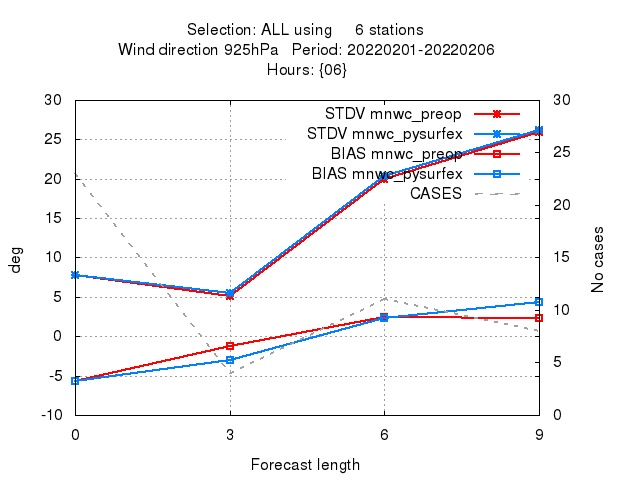 Selection: ALL using     6 stations
Wind direction 925hPa   Period: 20220201-20220206
Hours: {06}
30 30
STDV mnwc_preop
STDV mnwc_pysurfex
BIAS mnwc_preop
BIAS mnwc_pysurfex
CASES
25 25
20 20
15
10 15
5 10
0
-5 5
-10 0
deg
No cases
0 3 6 9
Forecast length